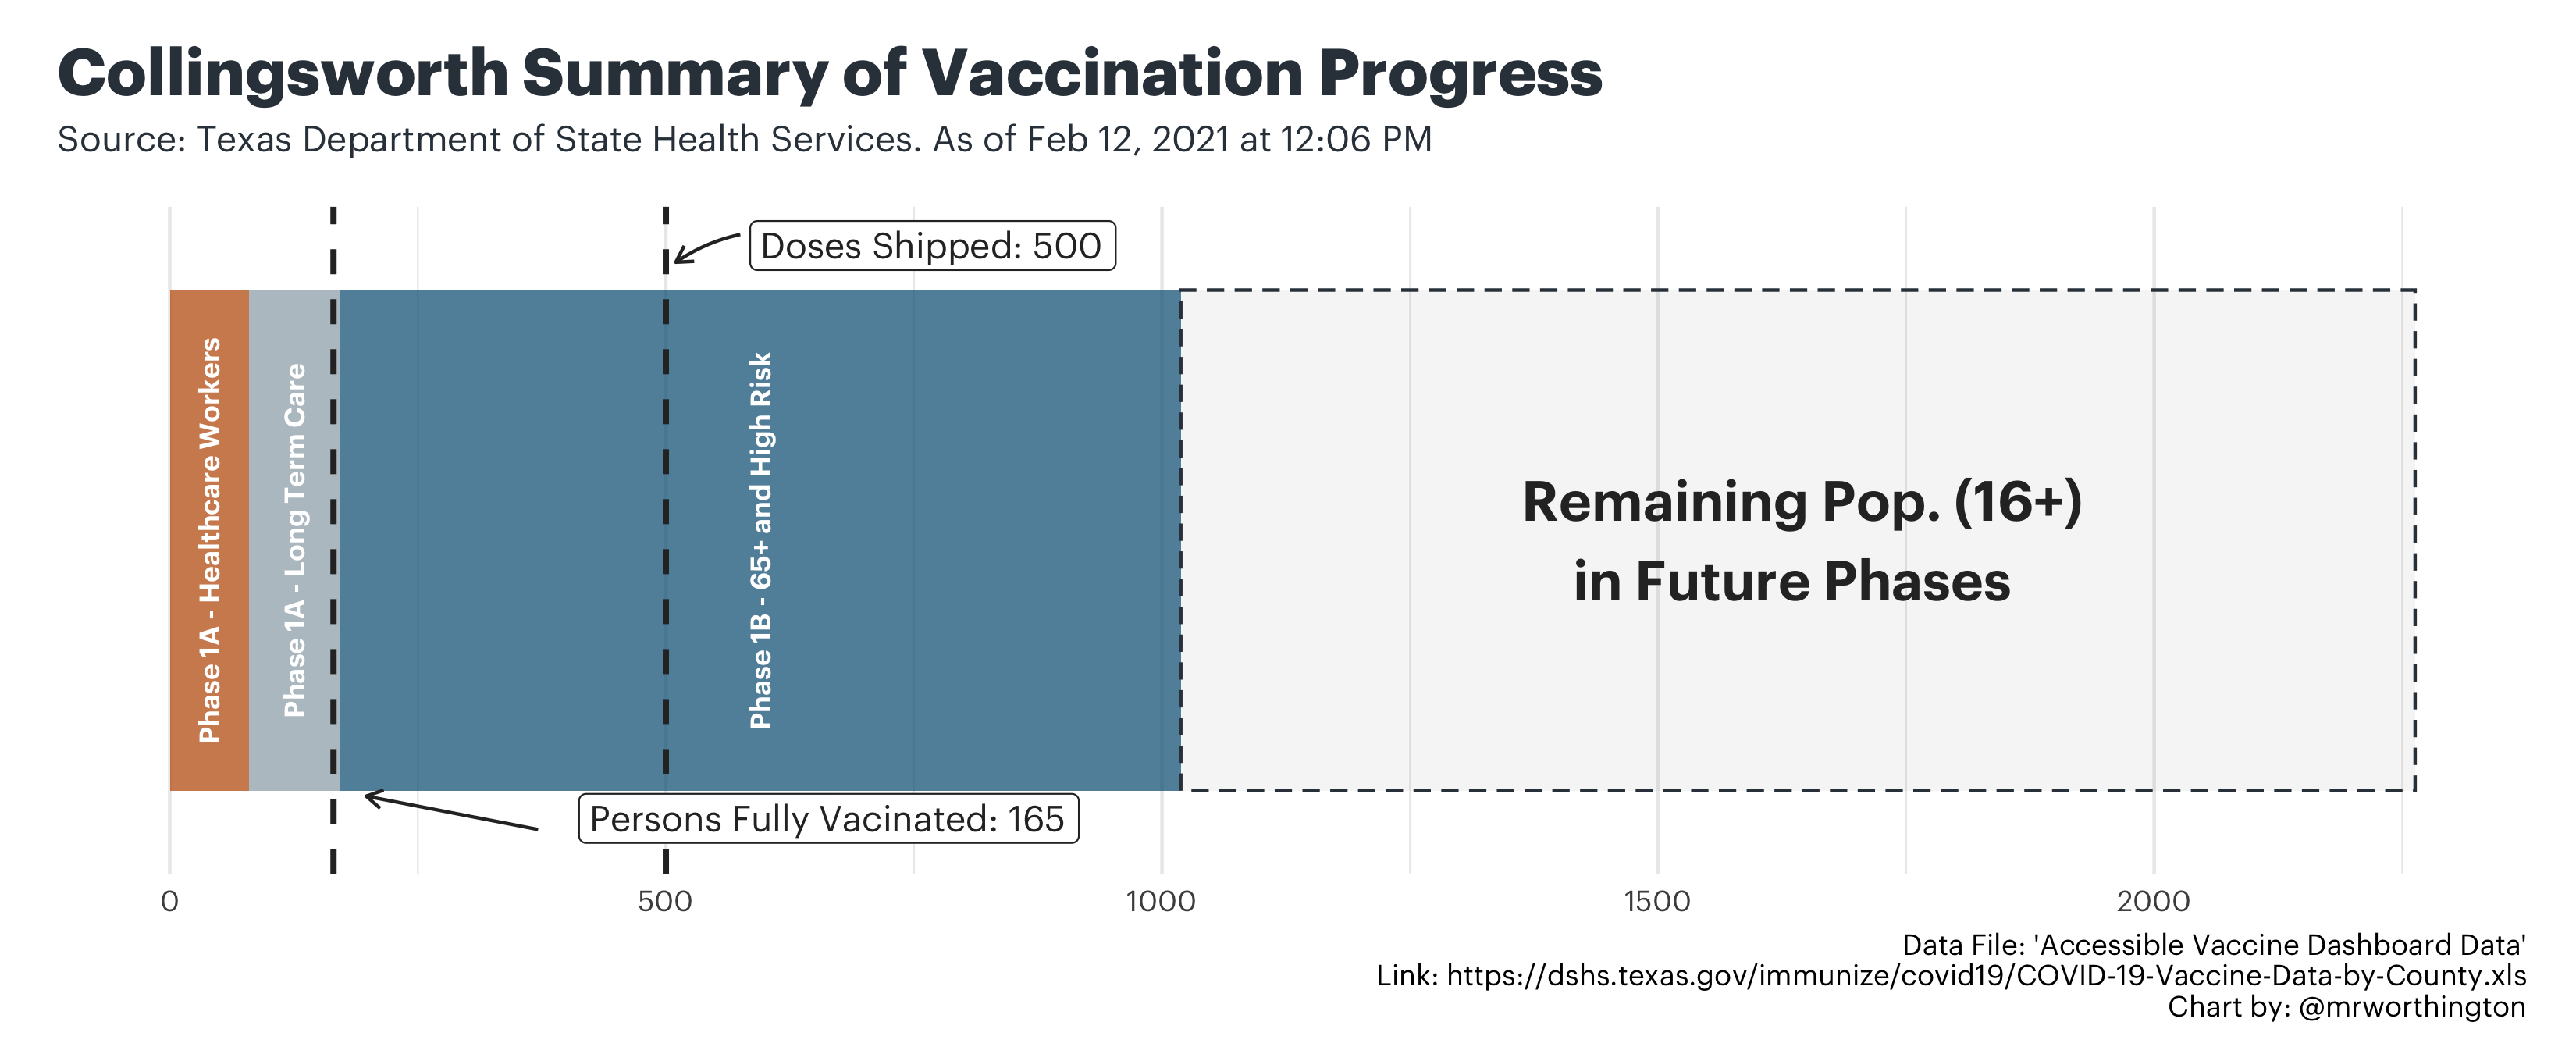 Collingsworth Summary of Vaccination Progress
Source: Texas Department of State Health Services. As of Feb 12, 2021 at 12:06 PM
Doses Shipped: 500
Phase 1A - Healthcare Workers
Phase 1A - Long Term Care
Phase 1B - 65+ and High Risk
Remaining Pop. (16+)
in Future Phases
Persons Fully Vacinated: 165
0 500 1000 1500 2000
Data File: 'Accessible Vaccine Dashboard Data'
Link: https://dshs.texas.gov/immunize/covid19/COVID-19-Vaccine-Data-by-County.xls
Chart by: @mrworthington